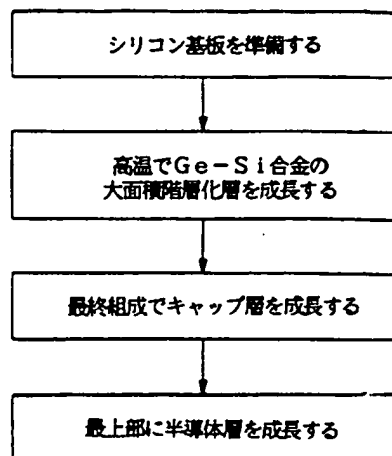 シリコン基板を準備する
高温でGe－Si合金の
大面積階層化層を成長する
最終組成でキャップ層を成長する
最上部に半導体層を成長する